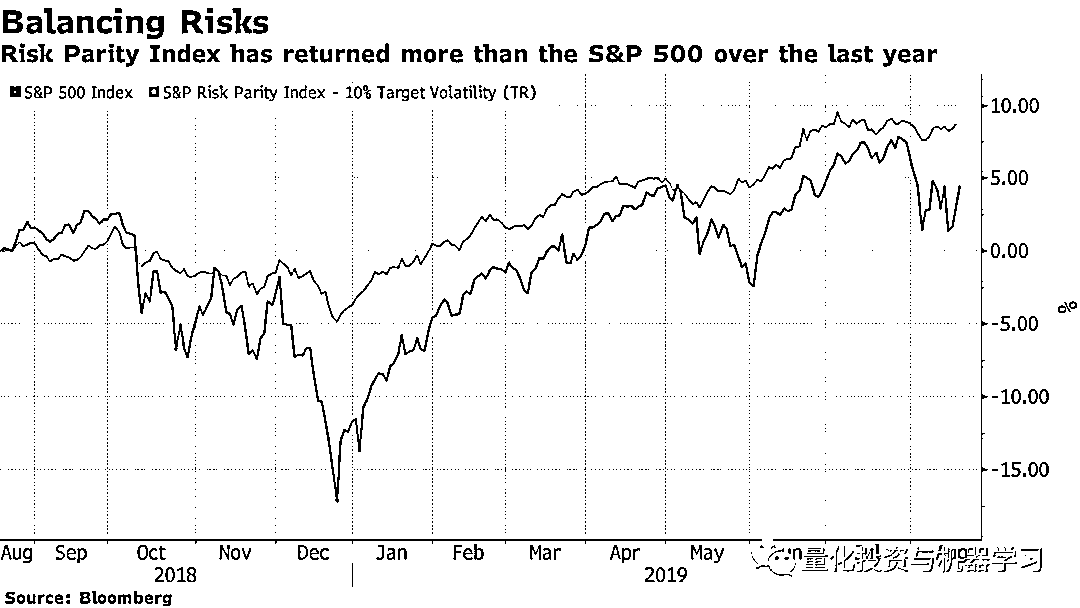 Balancing Risks
Risk Parity Index has returned more than the S&P 500 over the last year
S&P 500 Index S&P Risk Parity Index - 10% Target Volatility (TR)
10.00
5.00
0.00
-5.00
-10.00
-15.00
%
Aug Sep Oct Nov Dec Jan Feb Mar Apr May
2018 2019
量化投资与机器学习
Source: Bloomberg